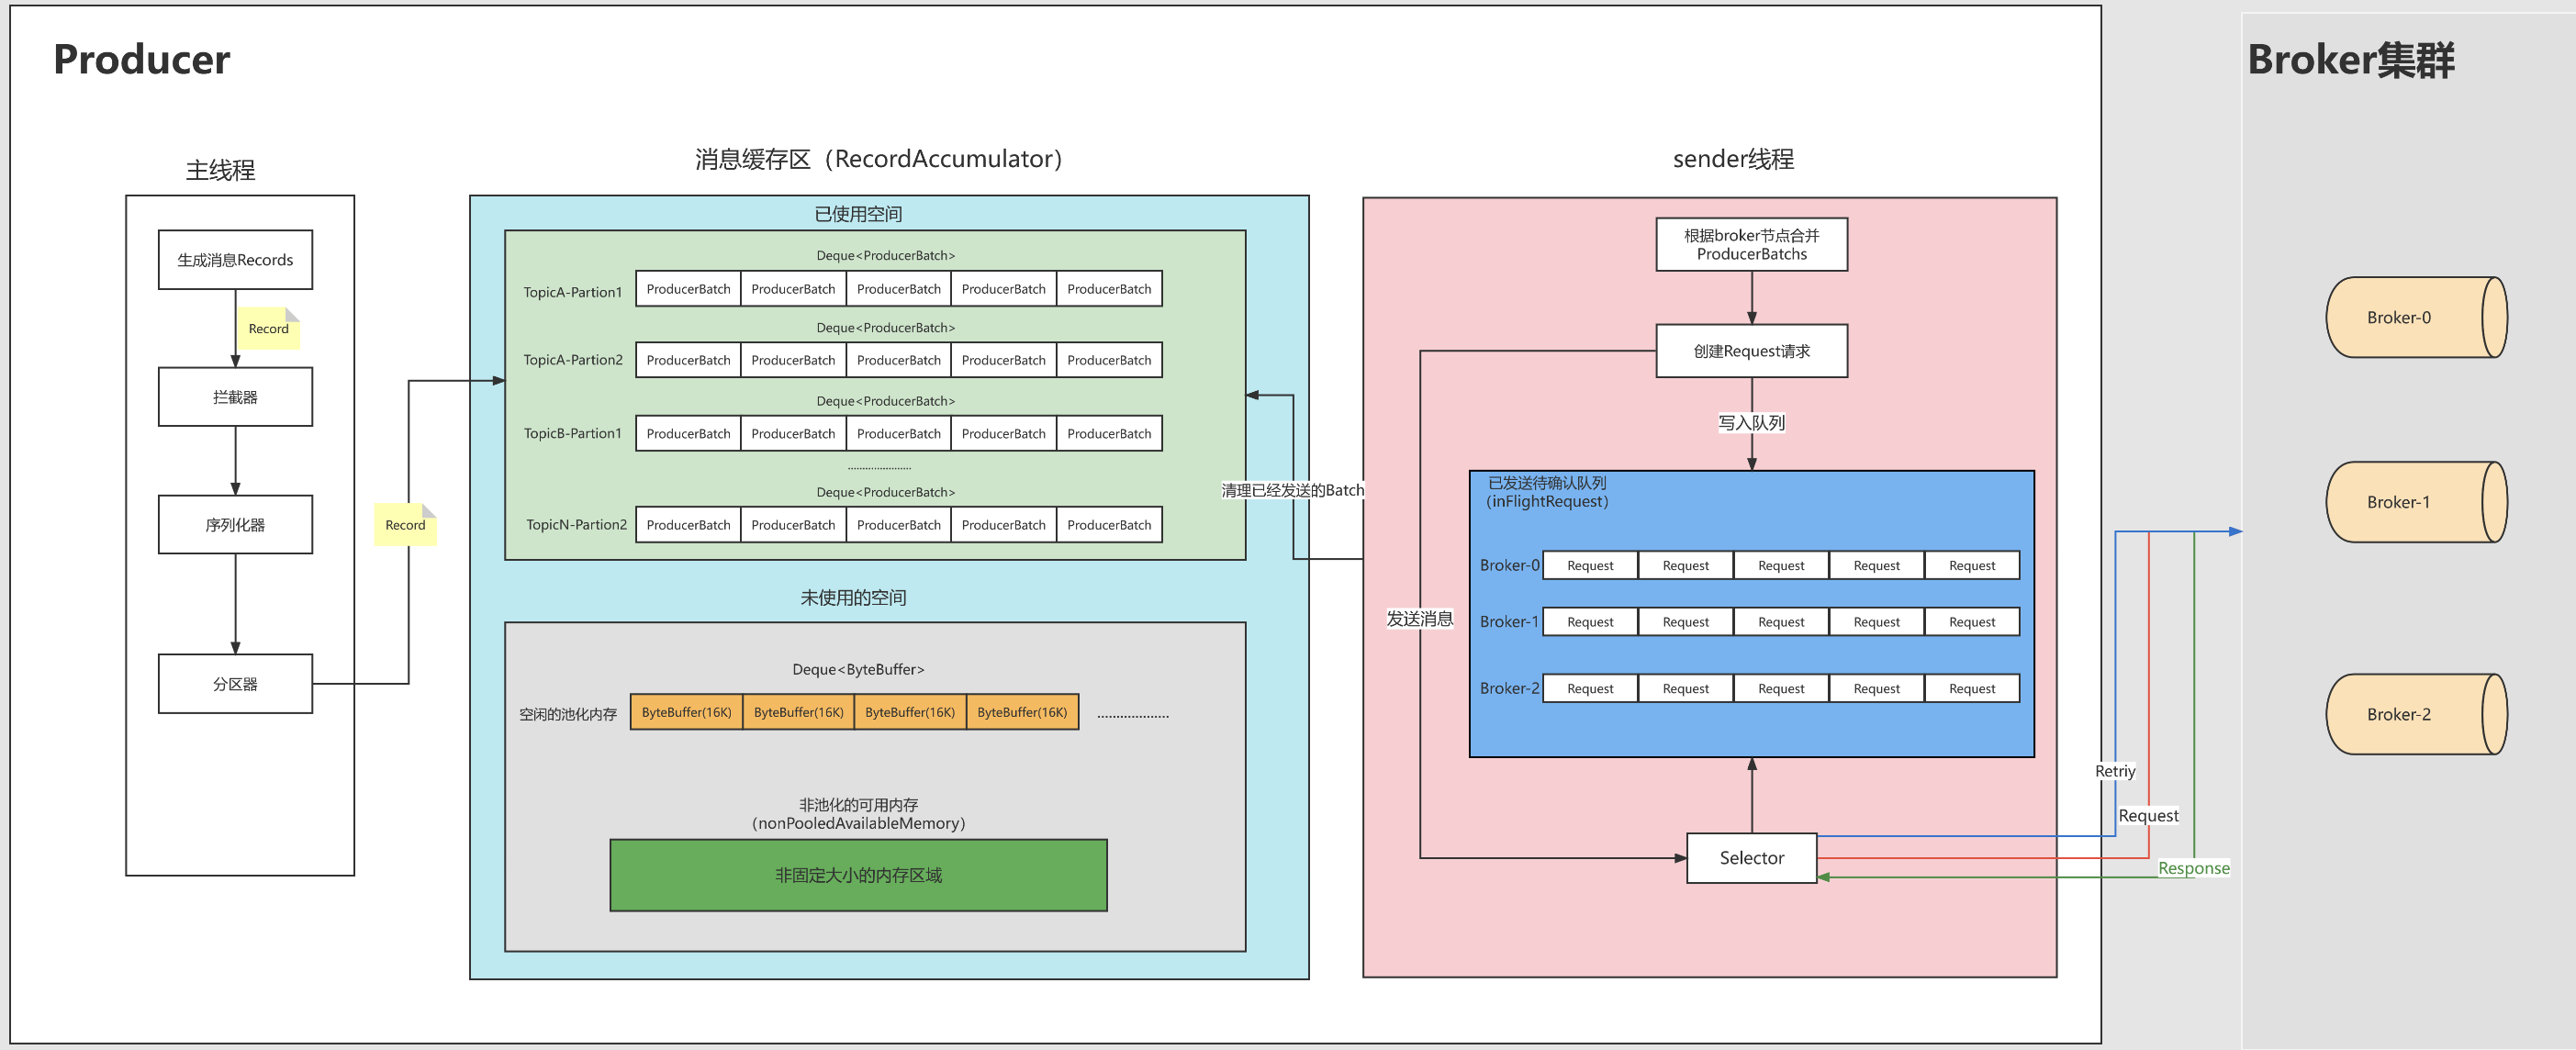 Producer
Broker集群
主线程
生成消息Records
Record
拦截器
序列化器
分区器
Record
消息缓存区（RecordAccumulator）
已使用空间
Deque<ProducerBatch>
TopicA-Partion1 ProducerBatch ProducerBatch ProducerBatch ProducerBatch ProducerBatch
Deque<ProducerBatch>
TopicA-Partion2 ProducerBatch ProducerBatch ProducerBatch ProducerBatch ProducerBatch
Deque<ProducerBatch>
TopicB-Partion1 ProducerBatch ProducerBatch ProducerBatch ProducerBatch ProducerBatch
......................
Deque<ProducerBatch>
TopicN-Partion2 ProducerBatch ProducerBatch ProducerBatch ProducerBatch ProducerBatch
未使用的空间
Deque<ByteBuffer>
空闲的池化内存 ByteBuffer(16K) ByteBuffer(16K) ByteBuffer(16K) ByteBuffer(16K) ...................
非池化的可用内存
（nonPooledAvailableMemory）
非固定大小的内存区域
清理已经发送的Batch
sender线程
根据broker节点合并
ProducerBatchs
创建Request请求
写入队列
已发送待确认队列
（inFlightRequest）
Broker-0 Request Request Request Request Request
Broker-1 Request Request Request Request Request
Broker-2 Request Request Request Request Request
发送消息
Selector
Retriy
Request
Response
Broker-0
Broker-1
Broker-2